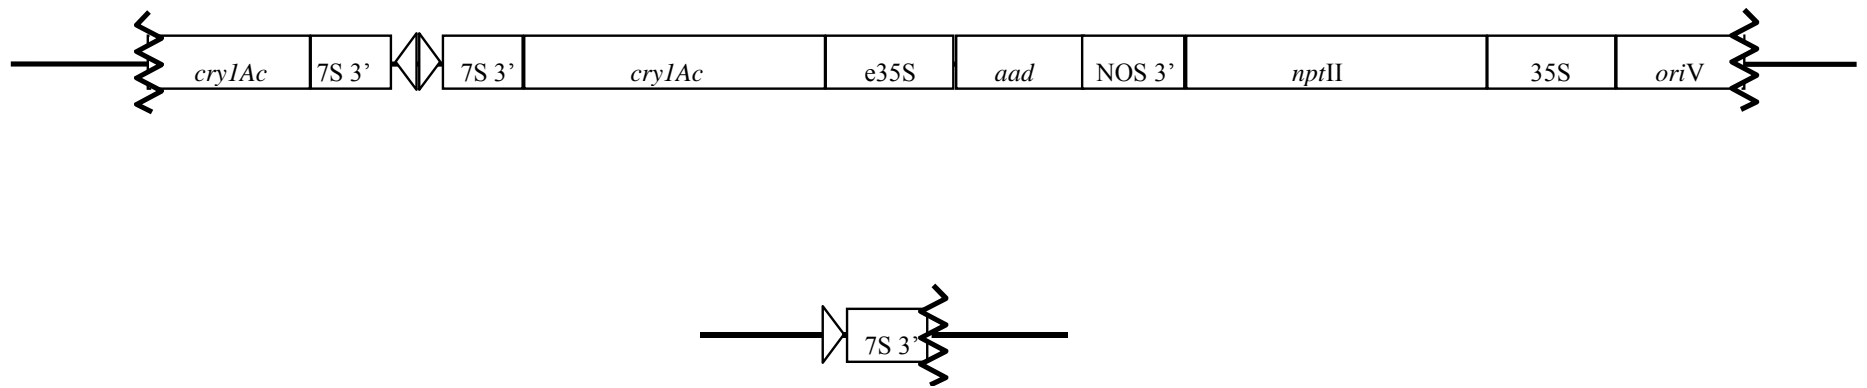 cry1Ac 7S 3’ 7S 3’ cry1Ac e35S aad NOS 3’ nptII 35S oriV
7S 3’